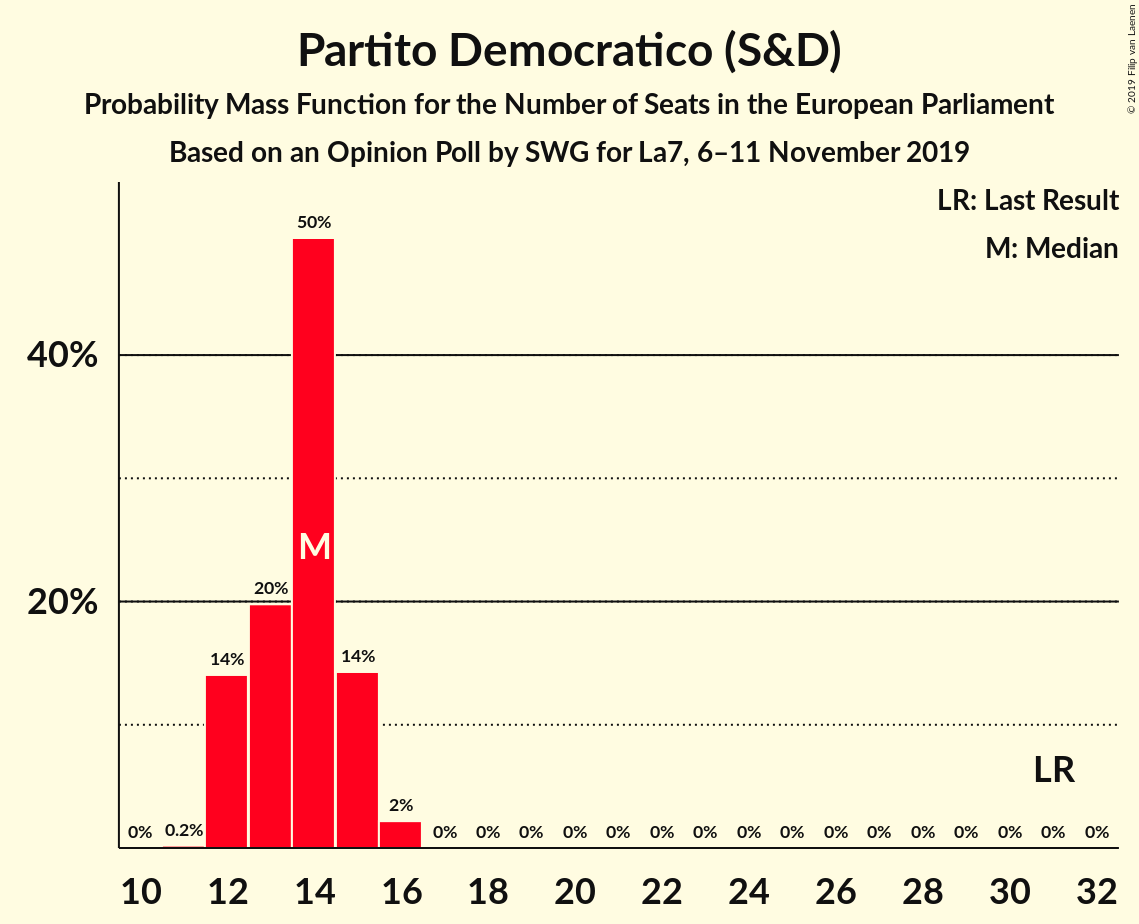 Partito Democratico (S&D)
Probability Mass Function for the Number of Seats in the European Parliament
Based on an Opinion Poll by SWG for La7, 6–11 November 2019
© 2019 Filip van Laenen
LR: Last Result
M: Median
50%
40%
M
20%
20%
14%
14%
LR
2%
0% 0.2% 0% 0% 0% 0% 0% 0% 0% 0% 0% 0% 0% 0% 0% 0% 0% 0%
10 12 14 16 18 20 22 24 26 28 30 32